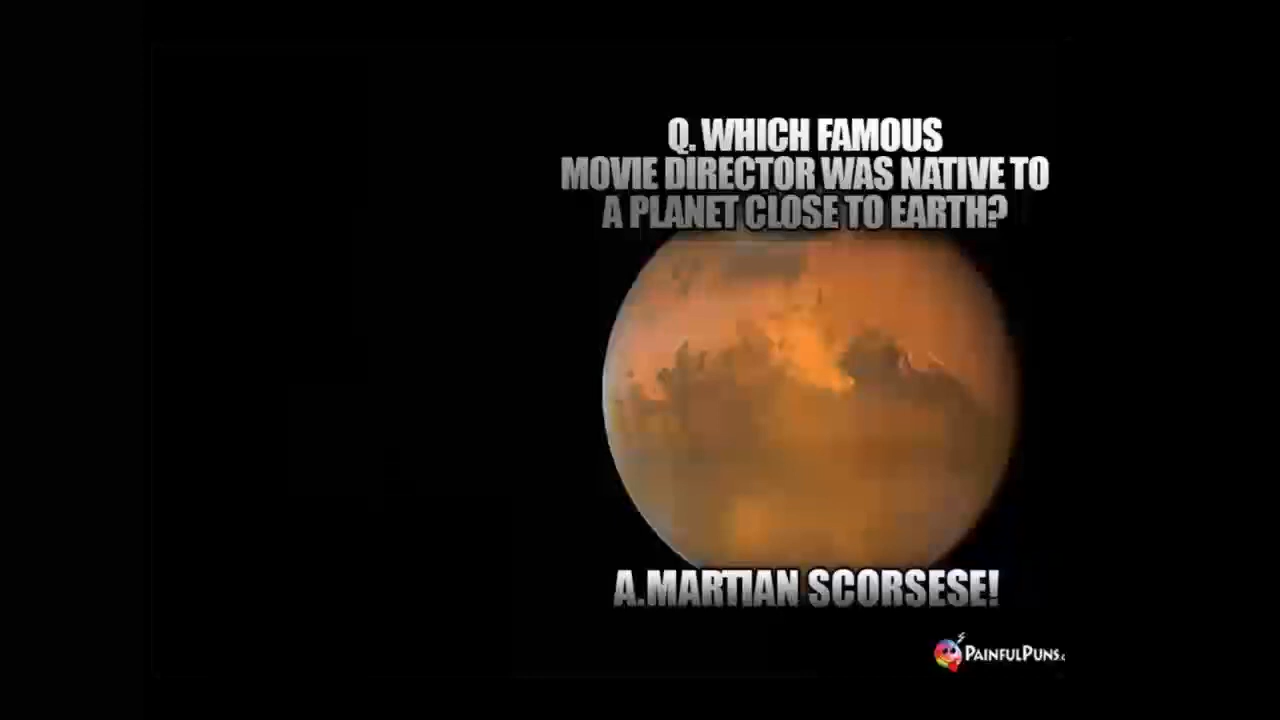 Q. WHICH FAMOUS
MOVIE DIRECTOR WAS NATIVE TO
A PLANET CLOSE TO EARTH?
A.MARTIAN SCORSESE!
PAINFULPUNS.c